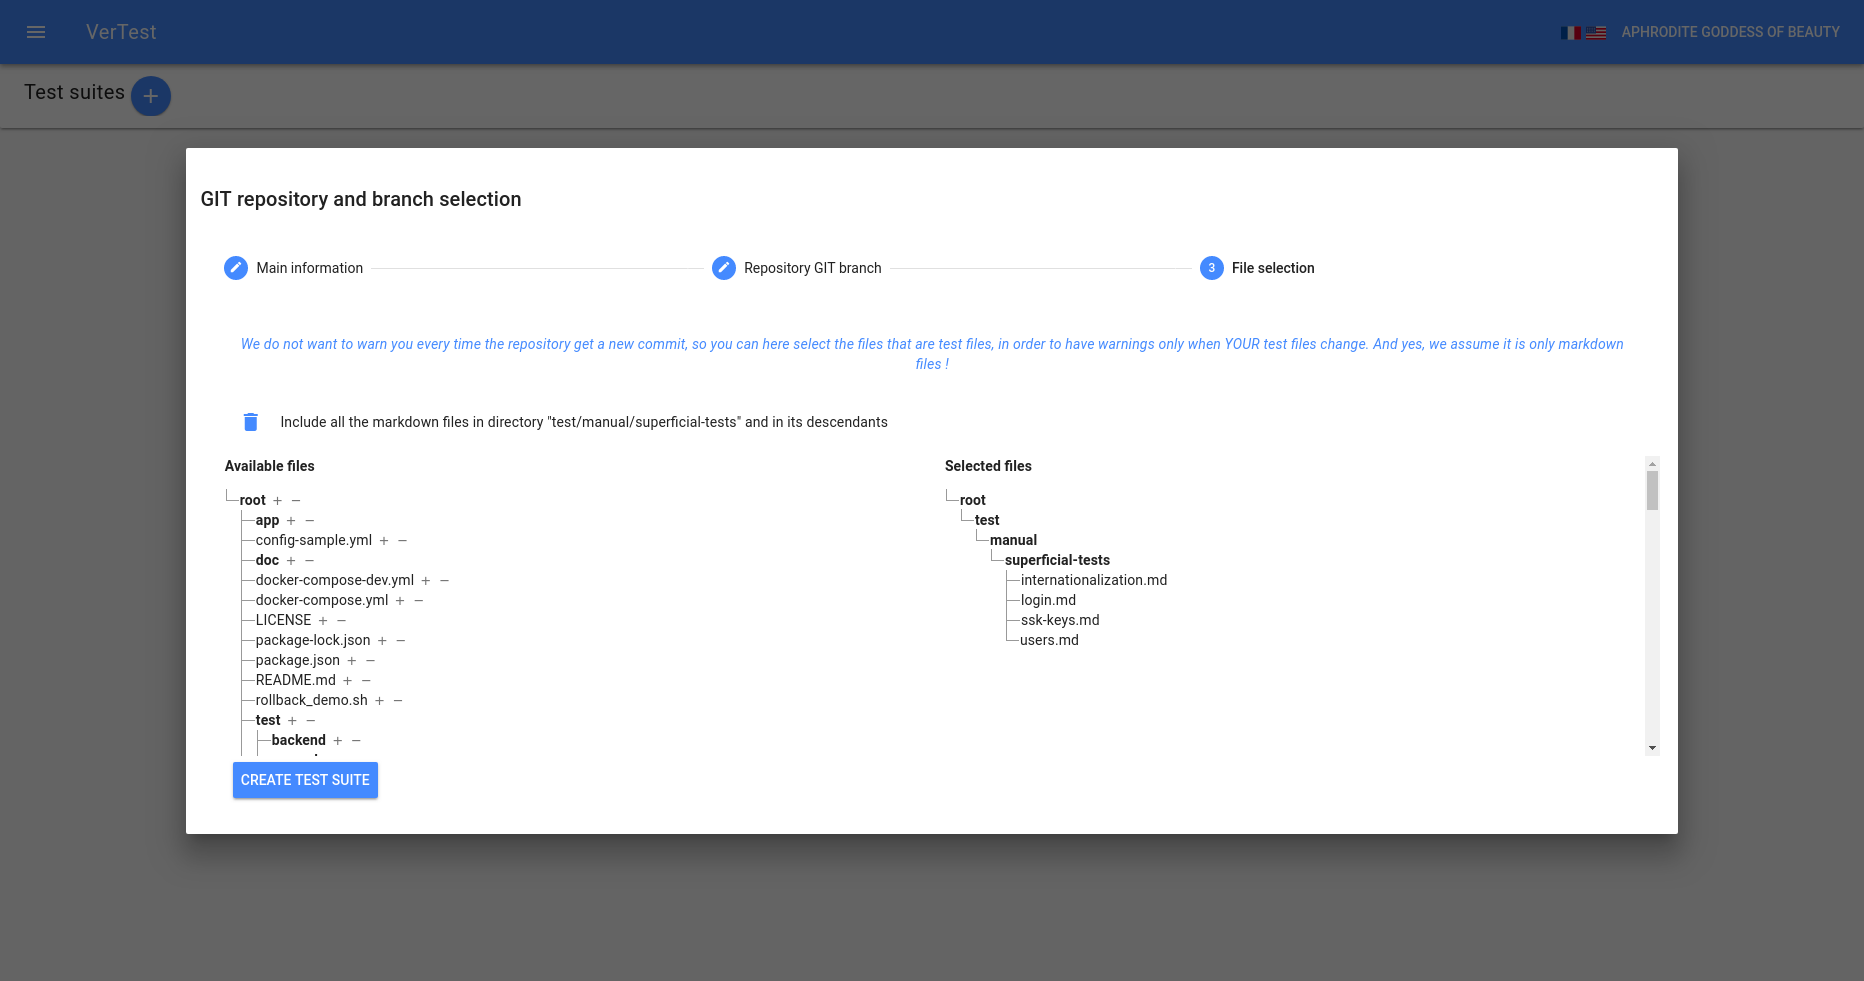 VerTest
APHRODITE GODDESS OF BEAUTY
Test suites +
GIT repository and branch selection
Main information
Repository GIT branch
3 File selection
We do not want to warn you every time the repository get a new commit, so you can here select the files that are test files, in order to have warnings only when YOUR test files change. And yes, we assume it is only markdown
files !
Include all the markdown files in directory "test/manual/superficial-tests" and in its descendants
Available files
root + −
app + −
config-sample.yml + −
doc + −
docker-compose-dev.yml + −
docker-compose.yml + −
LICENSE + −
package-lock.json + −
package.json + −
README.md + −
rollback_demo.sh + −
test + −
backend + −
Selected files
root
test
manual
superficial-tests
internationalization.md
login.md
ssk-keys.md
users.md
CREATE TEST SUITE